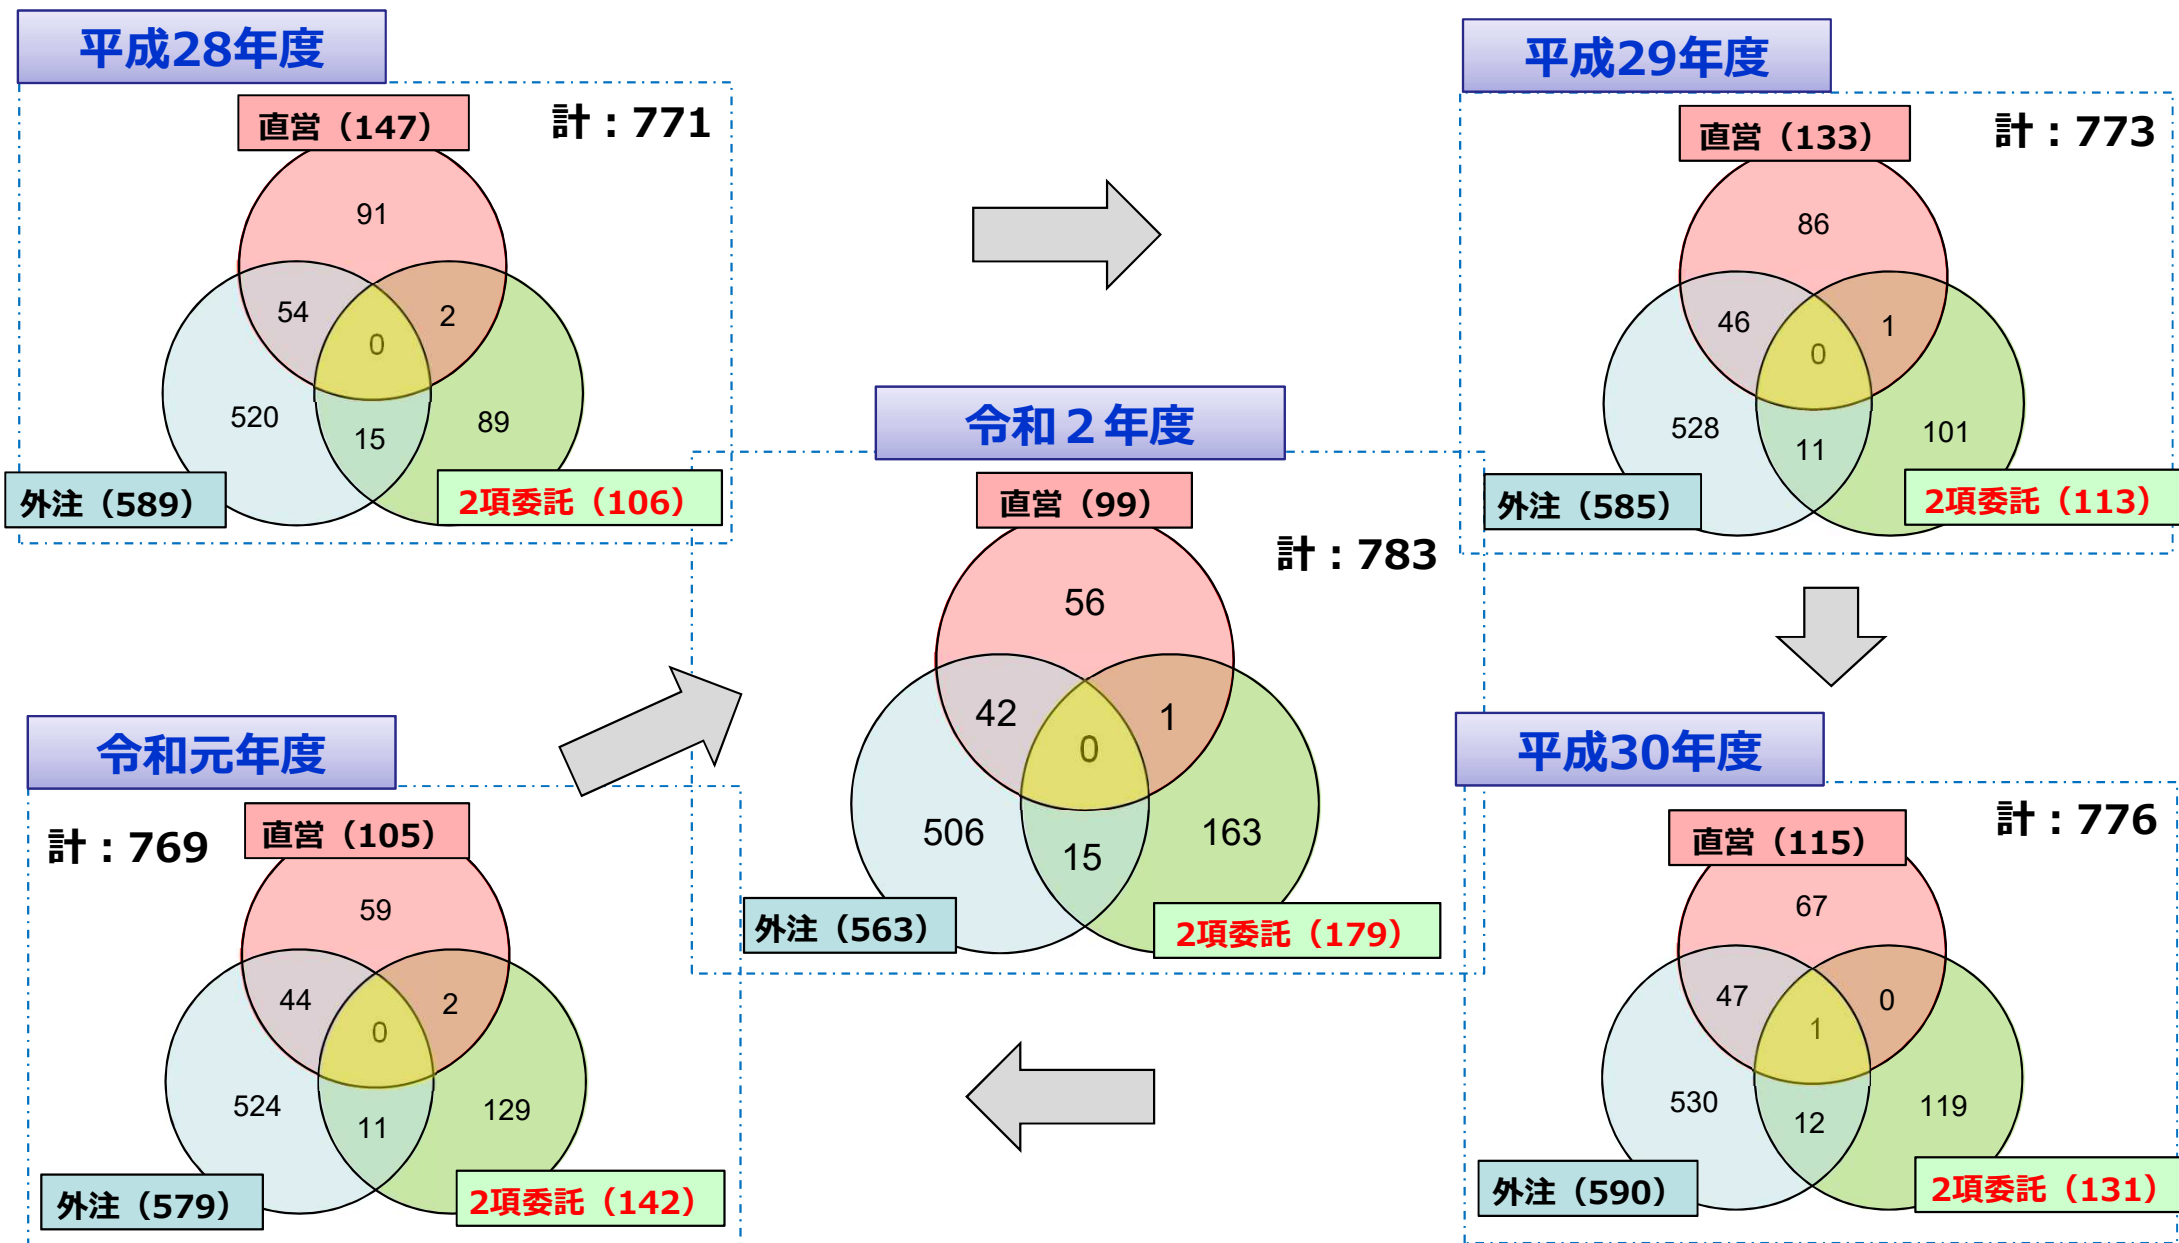 平成28年度
計：771
直営（147）
91
54
2
0
520
15
89
外注（589）
2項委託（106）
平成29年度
計：773
直営（133）
86
46
1
0
528
11
101
外注（585）
2項委託（113）
令和２年度
直営（99）
計：783
56
42
1
0
506
15
163
外注（563）
2項委託（179）
平成30年度
計：776
直営（115）
67
47
0
1
530
12
119
外注（590）
2項委託（131）
令和元年度
計：769
直営（105）
59
44
2
0
524
11
129
外注（579）
2項委託（142）